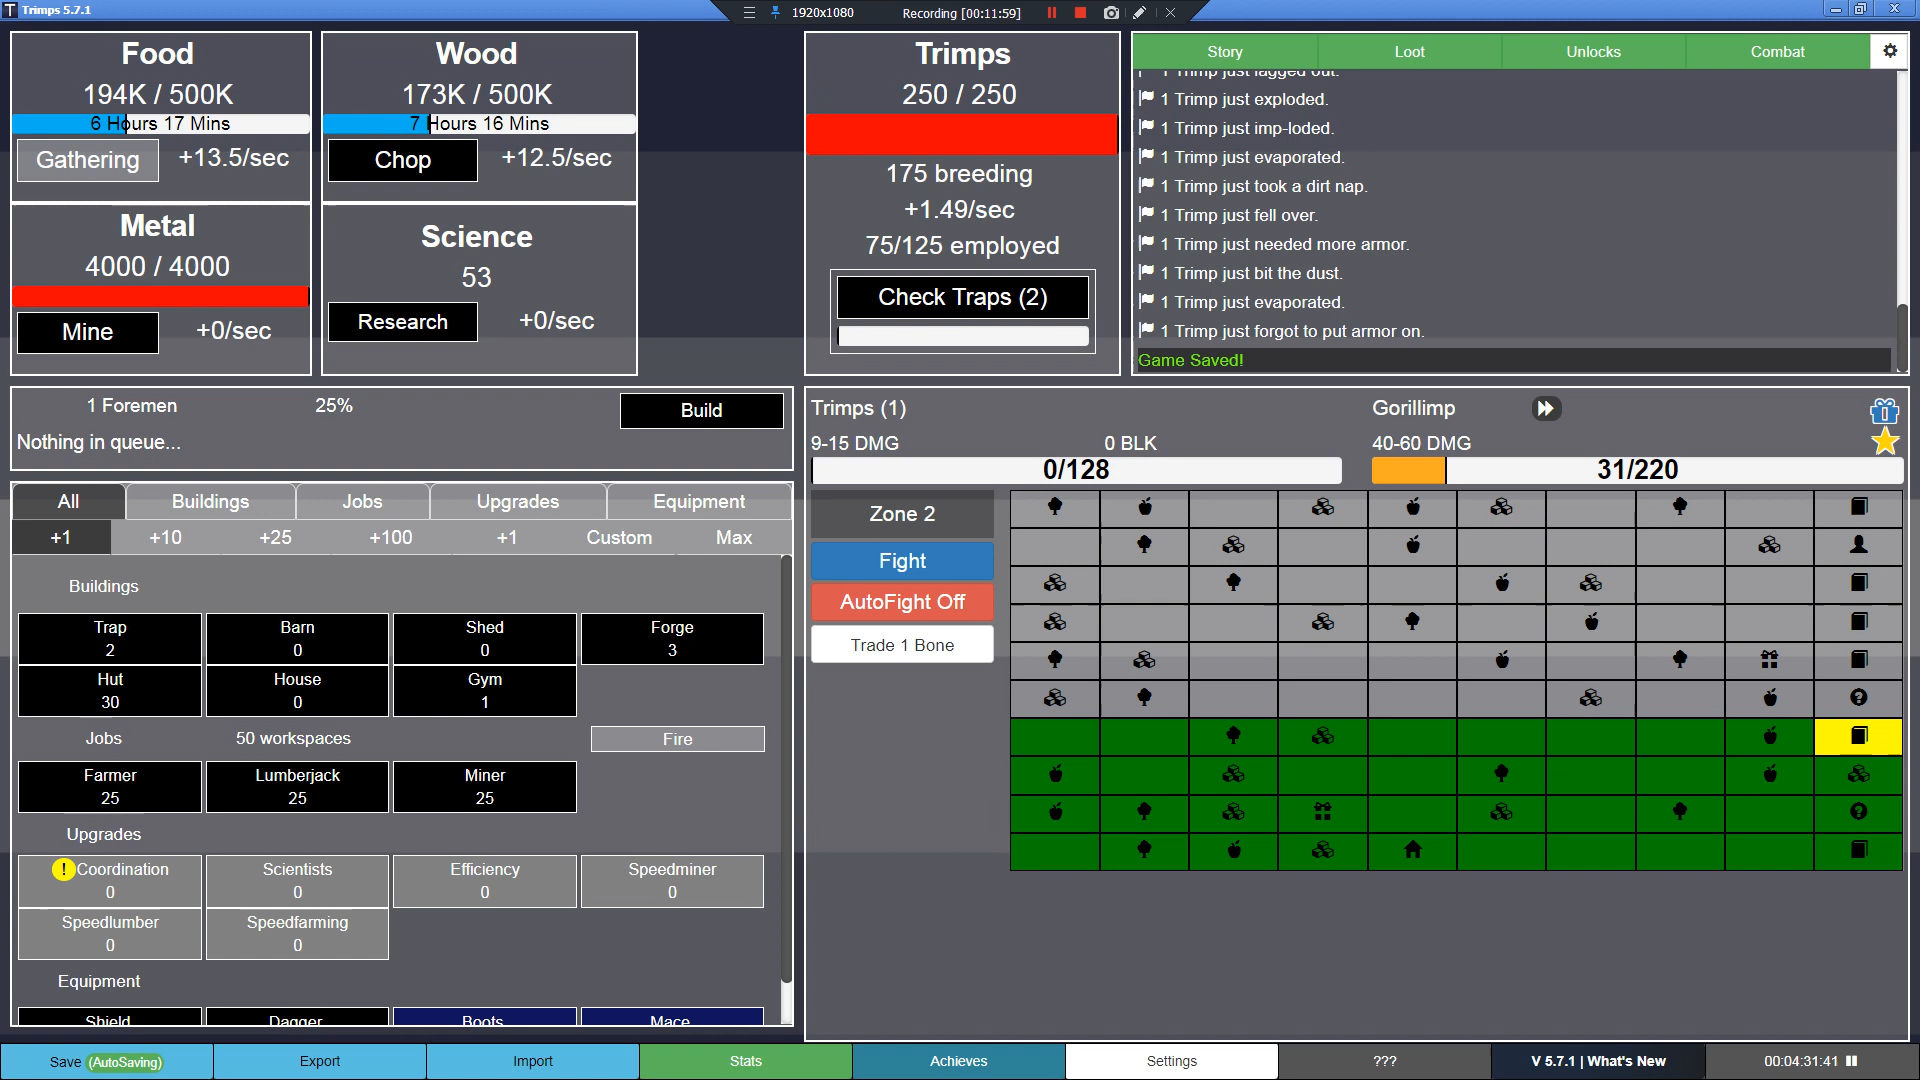 Trimps 5.7.1
1920x1080
Recording [00:11:59]
Food
194K / 500K
6 Hours 17 Mins
Gathering
+13.5/sec
Wood
173K / 500K
7 Hours 16 Mins
Chop
+12.5/sec
Metal
4000 / 4000
Mine
+0/sec
Science
53
Research
+0/sec
Trimps
250 / 250
175 breeding
+1.49/sec
75/125 employed
Check Traps (2)
Story
Loot
Unlocks
Combat
1 Trimp just lagged out.
1 Trimp just exploded.
1 Trimp just imp-loded.
1 Trimp just evaporated.
1 Trimp just took a dirt nap.
1 Trimp just fell over.
1 Trimp just needed more armor.
1 Trimp just bit the dust.
1 Trimp just evaporated.
1 Trimp just forgot to put armor on.
Game Saved!
1 Foremen
25%
Build
Nothing in queue...
All
Buildings
Jobs
Upgrades
Equipment
+1
+10
+25
+100
+1
Custom
Max
Buildings
Trap
2
Barn
0
Shed
0
Forge
3
Hut
30
House
0
Gym
1
Jobs
50 workspaces
Fire
Farmer
25
Lumberjack
25
Miner
25
Upgrades
! Coordination
0
Scientists
0
Efficiency
0
Speedminer
0
Speedlumber
0
Speedfarming
0
Equipment
Shield
Dagger
Boots
Mace
Trimps (1)
9-15 DMG
0 BLK
0/128
Gorillimp
40-60 DMG
31/220
Zone 2
Fight
AutoFight Off
Trade 1 Bone
Save (AutoSaving)
Export
Import
Stats
Achieves
Settings
???
V 5.7.1 | What's New
00:04:31:41